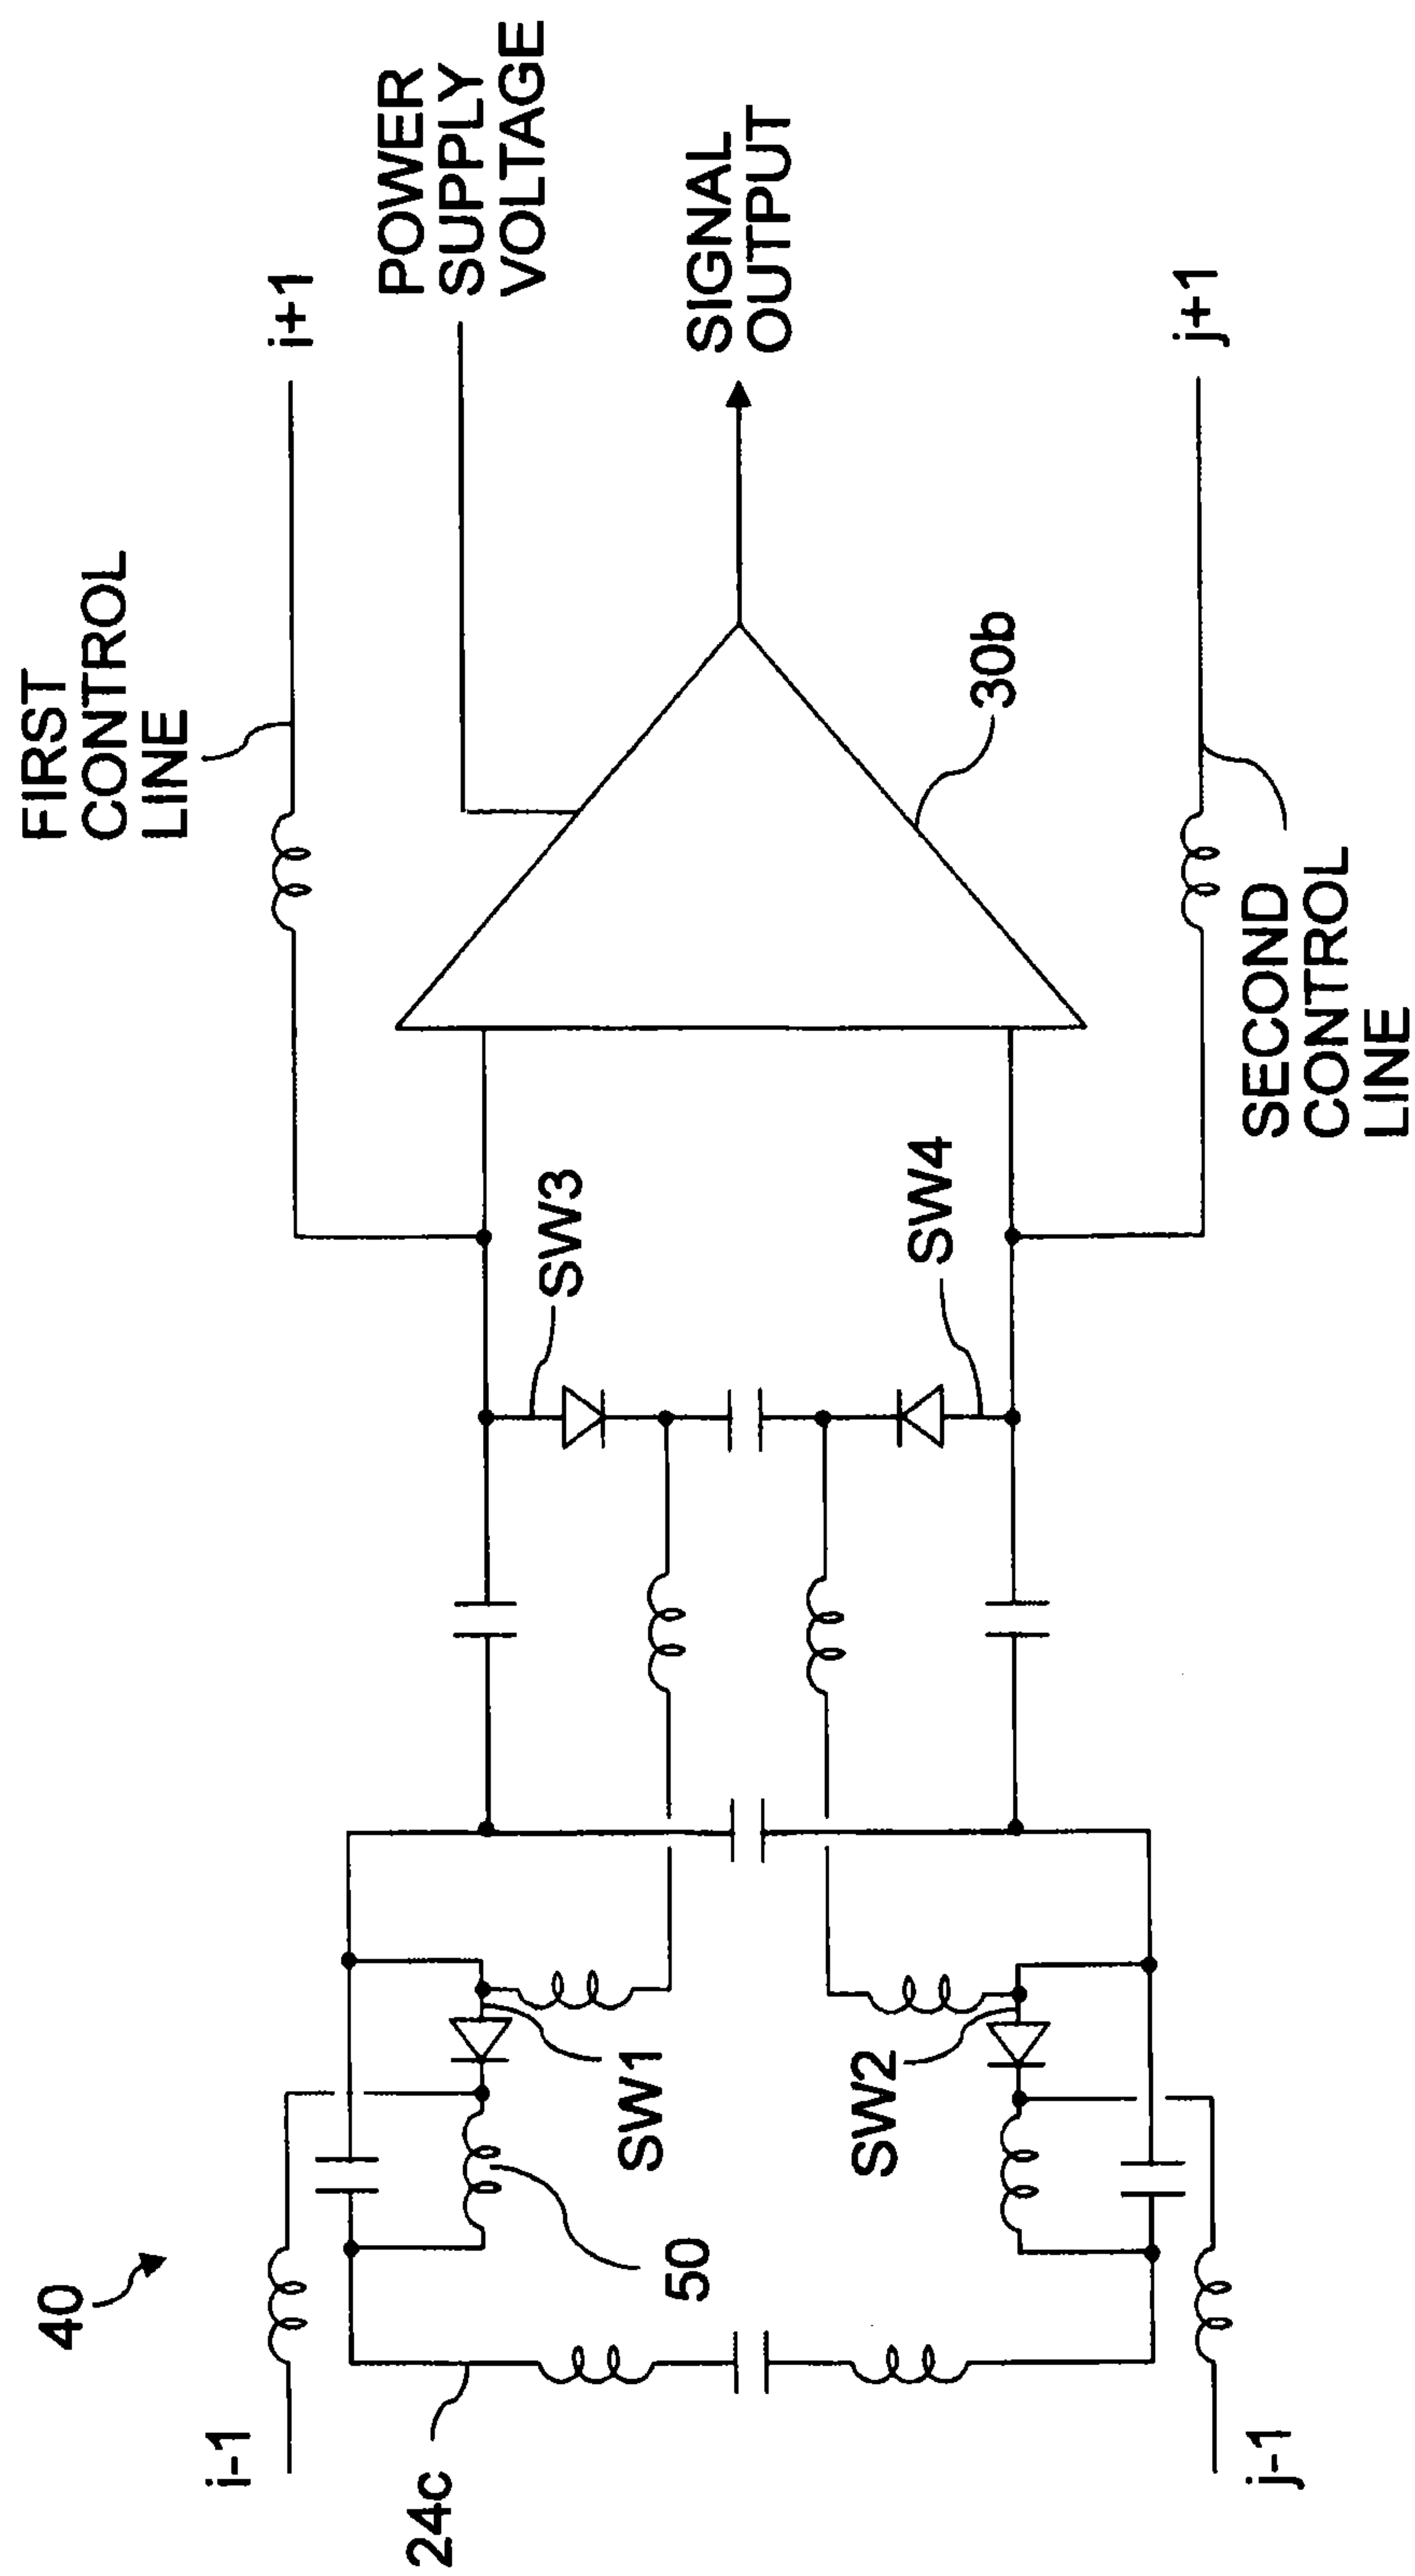 40
i-1
24c
50
SW1
SW2
j-1
SW3
SW4
FIRST
CONTROL
LINE
i+1
POWER
SUPPLY
VOLTAGE
SIGNAL
OUTPUT
30b
j+1
SECOND
CONTROL
LINE